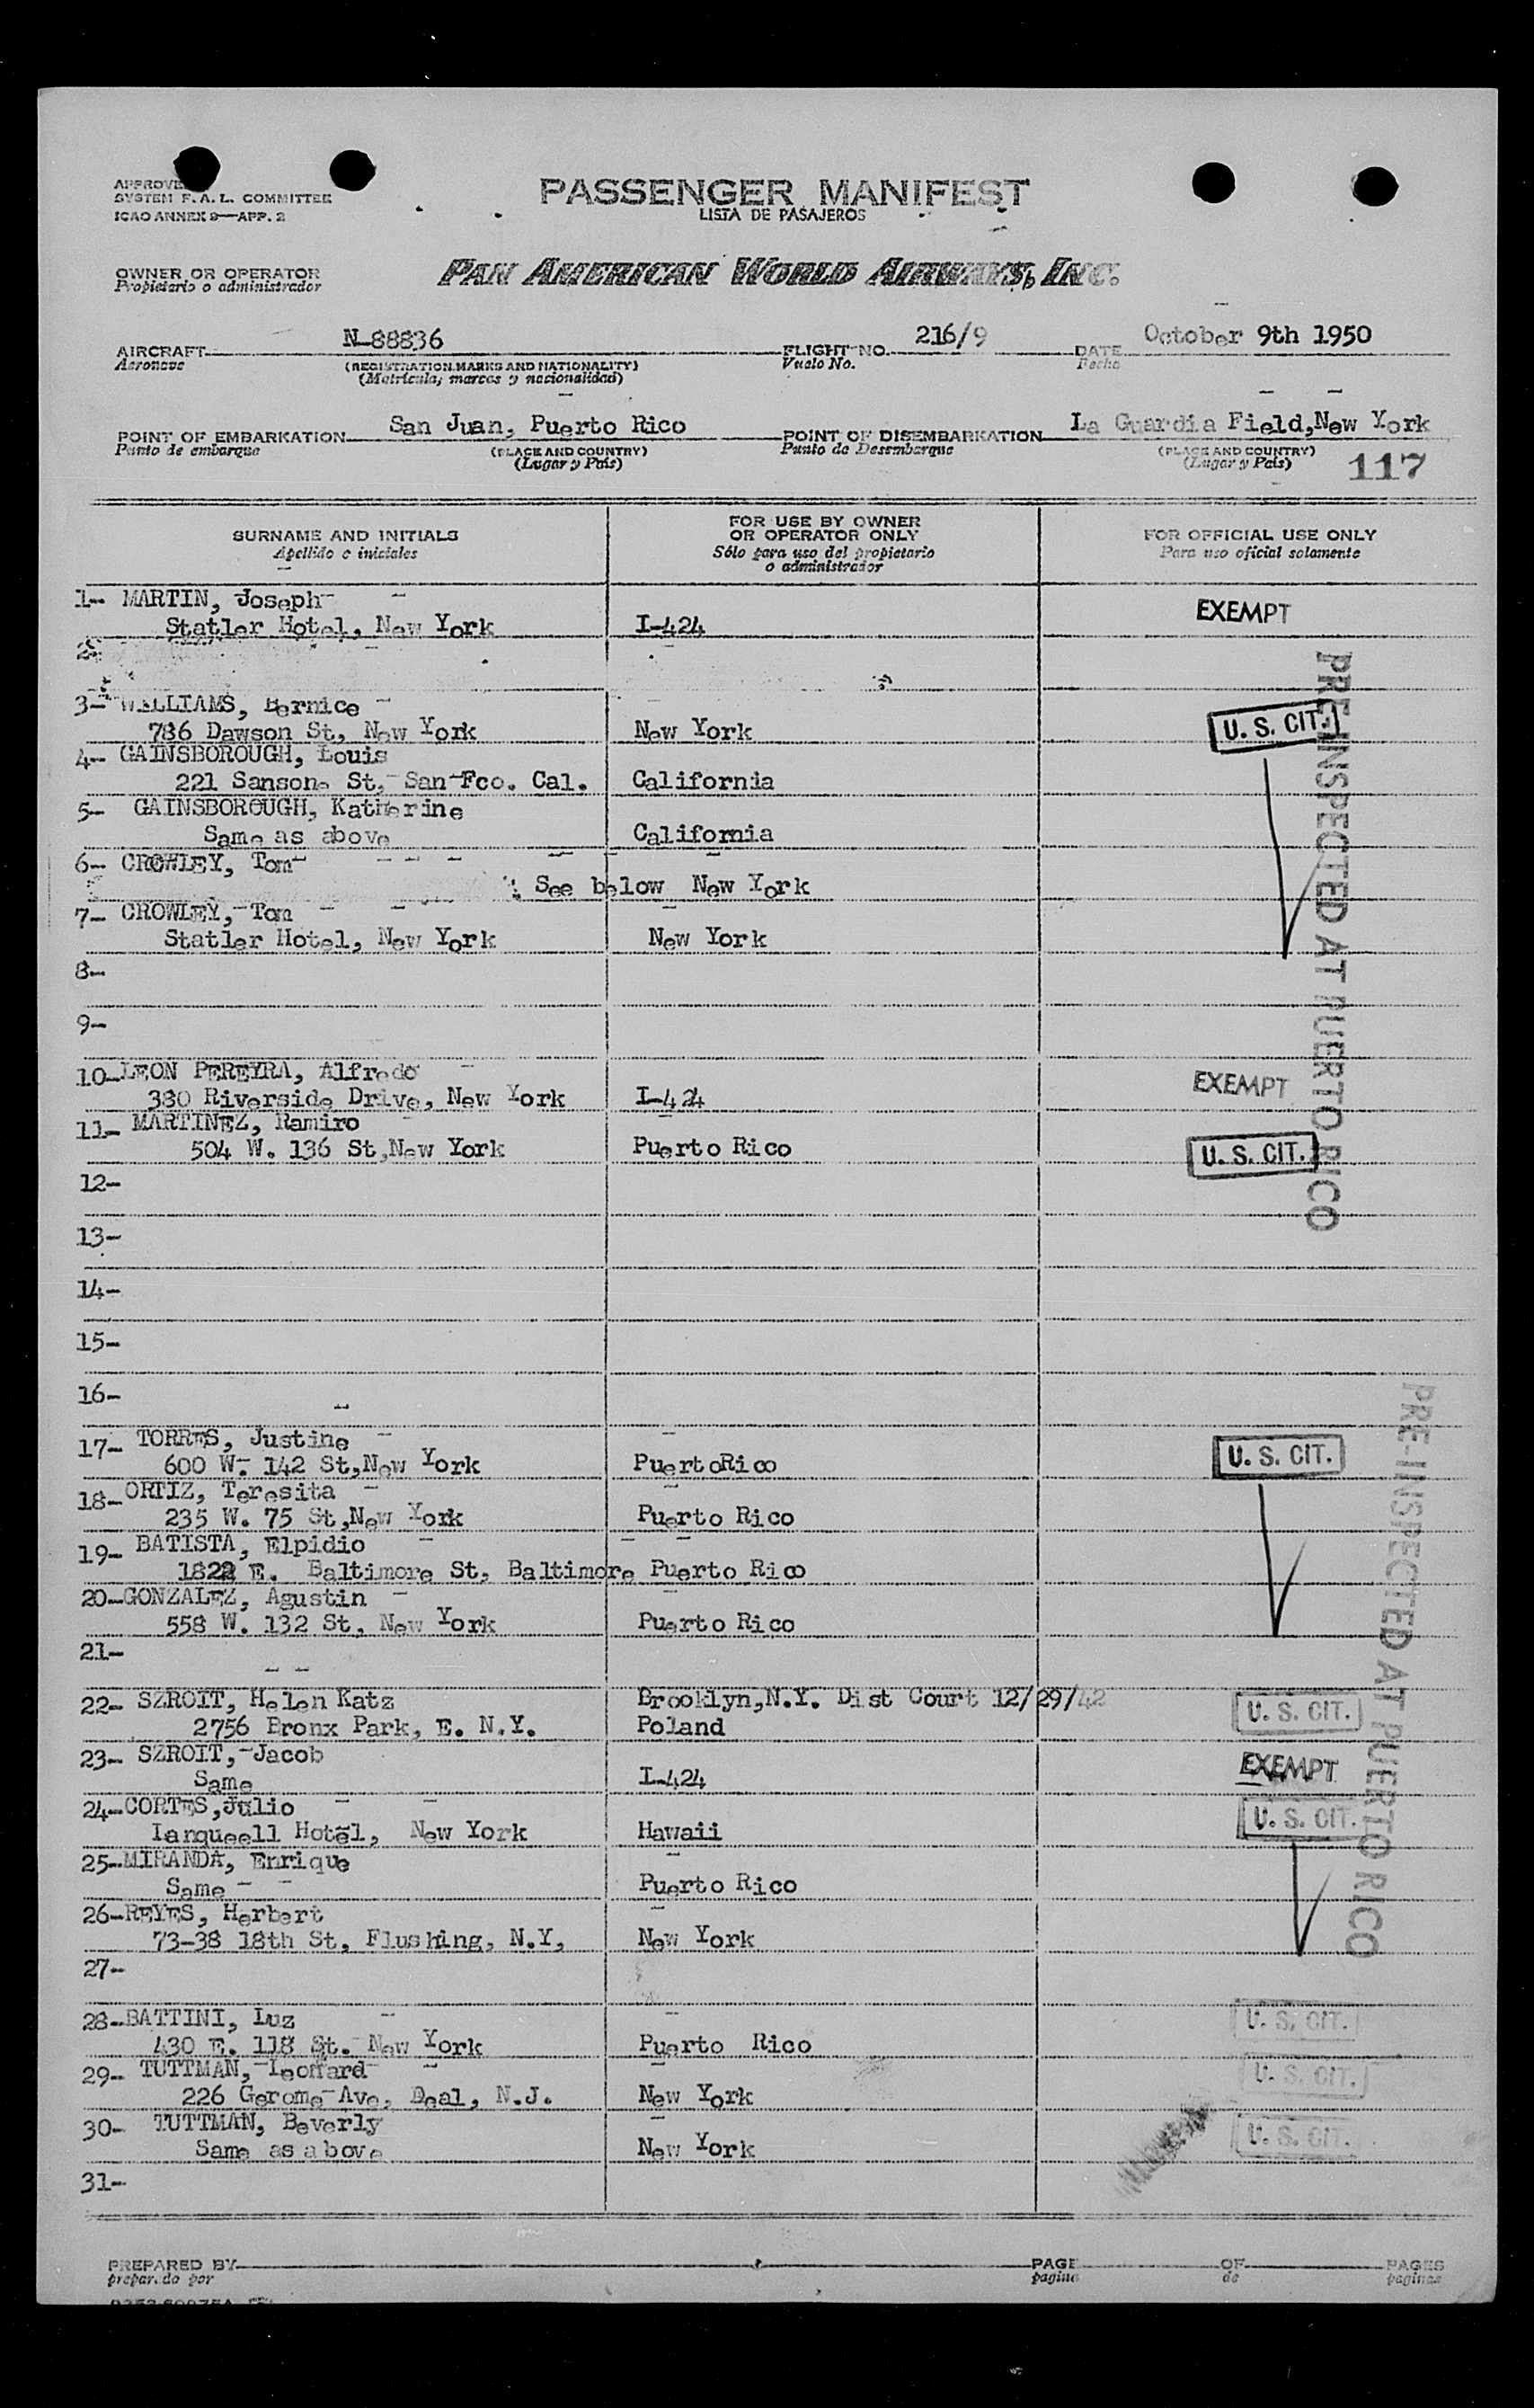 SYSTEM F. A. L. COMMITTEE
ICAO ANNEX 9—APP. 2
PASSENGER MANIFEST
LISTA DE PASAJEROS
OWNER OR OPERATOR
Propietario o administrador
PAN AMERICAN WORLD AIRWAYS, INC.
AIRCRAFT N-88836 FLIGHT NO. 216/9 DATE October 9th 1950
Aeronave (REGISTRATION MARKS AND NATIONALITY) Vuelo No. Fecha
(Matrícula, marcas y nacionalidad)
POINT OF EMBARKATION San Juan, Puerto Rico POINT OF DISEMBARKATION La Guardia Field,New York
Punto de embarque (PLACE AND COUNTRY) Punto de Desembarque (PLACE AND COUNTRY)
(Lugar y País) (Lugar y País) 117
SURNAME AND INITIALS
Apellido e iniciales
FOR USE BY OWNER
OR OPERATOR ONLY
Sólo para uso del propietario
o administrador
FOR OFFICIAL USE ONLY
Para uso oficial solamente
1- MARTIN, Joseph EXEMPT
Statler Hotel, New York I-424
2-
3- WILLIAMS, Bernice
786 Dawson St, New York New York U. S. CIT.
4- GAINSBOROUGH, Louis
221 Sansone St, San Fco. Cal. California
5- GAINSBOROUGH, Katherine
Same as above California
6- CROWLEY, Tom
See below New York
7- CROWLEY, Tom
Statler Hotel, New York New York
8-
9-
10-LEON PEREYRA, Alfredo EXEMPT
380 Riverside Drive, New York I-424
11- MARTINEZ, Ramiro
504 W. 136 St,New York Puerto Rico U. S. CIT.
PRE-INSPECTED AT PUERTO RICO
12-
13-
14-
15-
16-
17- TORRES, Justine
600 W. 142 St,New York PuertoRico U. S. CIT.
18-ORTIZ, Teresita
235 W. 75 St,New York Puerto Rico
19- BATISTA, Elpidio
1822 E. Baltimore St, Baltimore Puerto Rico
20-GONZALEZ, Agustin
558 W. 132 St, New York Puerto Rico
21-
22- SZROIT, Helen Katz Brooklyn,N.Y. Dist Court 12/29/42
2756 Bronx Park, E. N.Y. Poland U. S. CIT.
23- SZROIT, Jacob EXEMPT
Same I-424
24-CORTES,Julio U. S. CIT.
Ianqueell Hotel, New York Hawaii
25-MIRANDA, Enrique
Same Puerto Rico
26-REYES, Herbert
73-38 18th St, Flushing, N.Y, New York
PRE-INSPECTED AT PUERTO RICO
27-
28-BATTINI, Luz U. S. CIT.
430 E. 118 St. New York Puerto Rico
29- TUTTMAN, Leonard U. S. CIT.
226 Gerome Ave, Deal, N.J. New York
30- TUTTMAN, Beverly U. S. CIT.
Same as above New York
31-
PREPARED BY PAGE OF PAGES
preparado por pagina de paginas